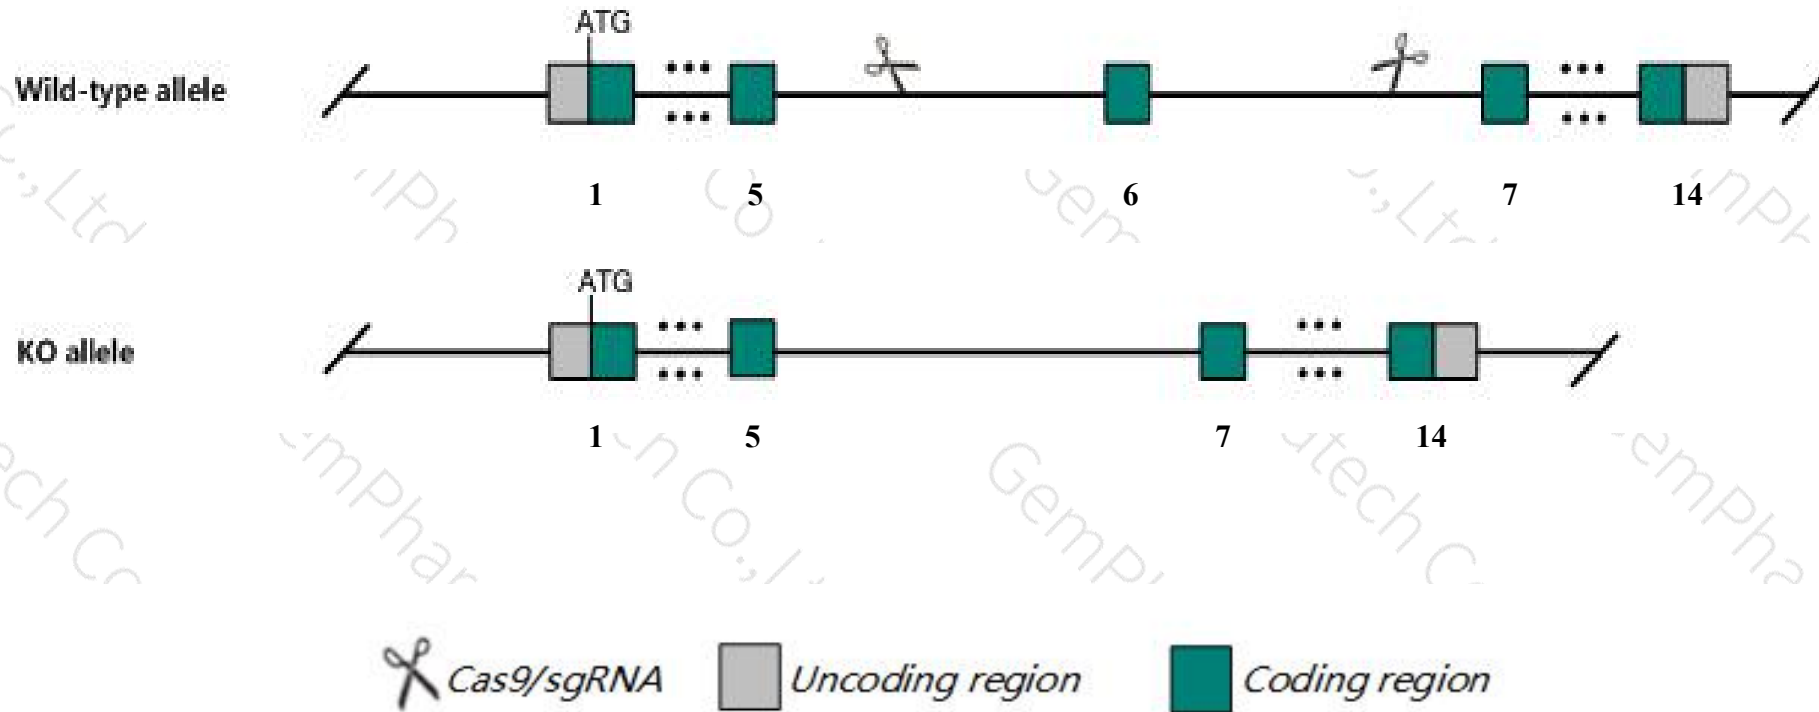 ATG
Wild-type allele
1 5 6 7 14
ATG
KO allele
1 5 7 14
Cas9/sgRNA Uncoding region Coding region